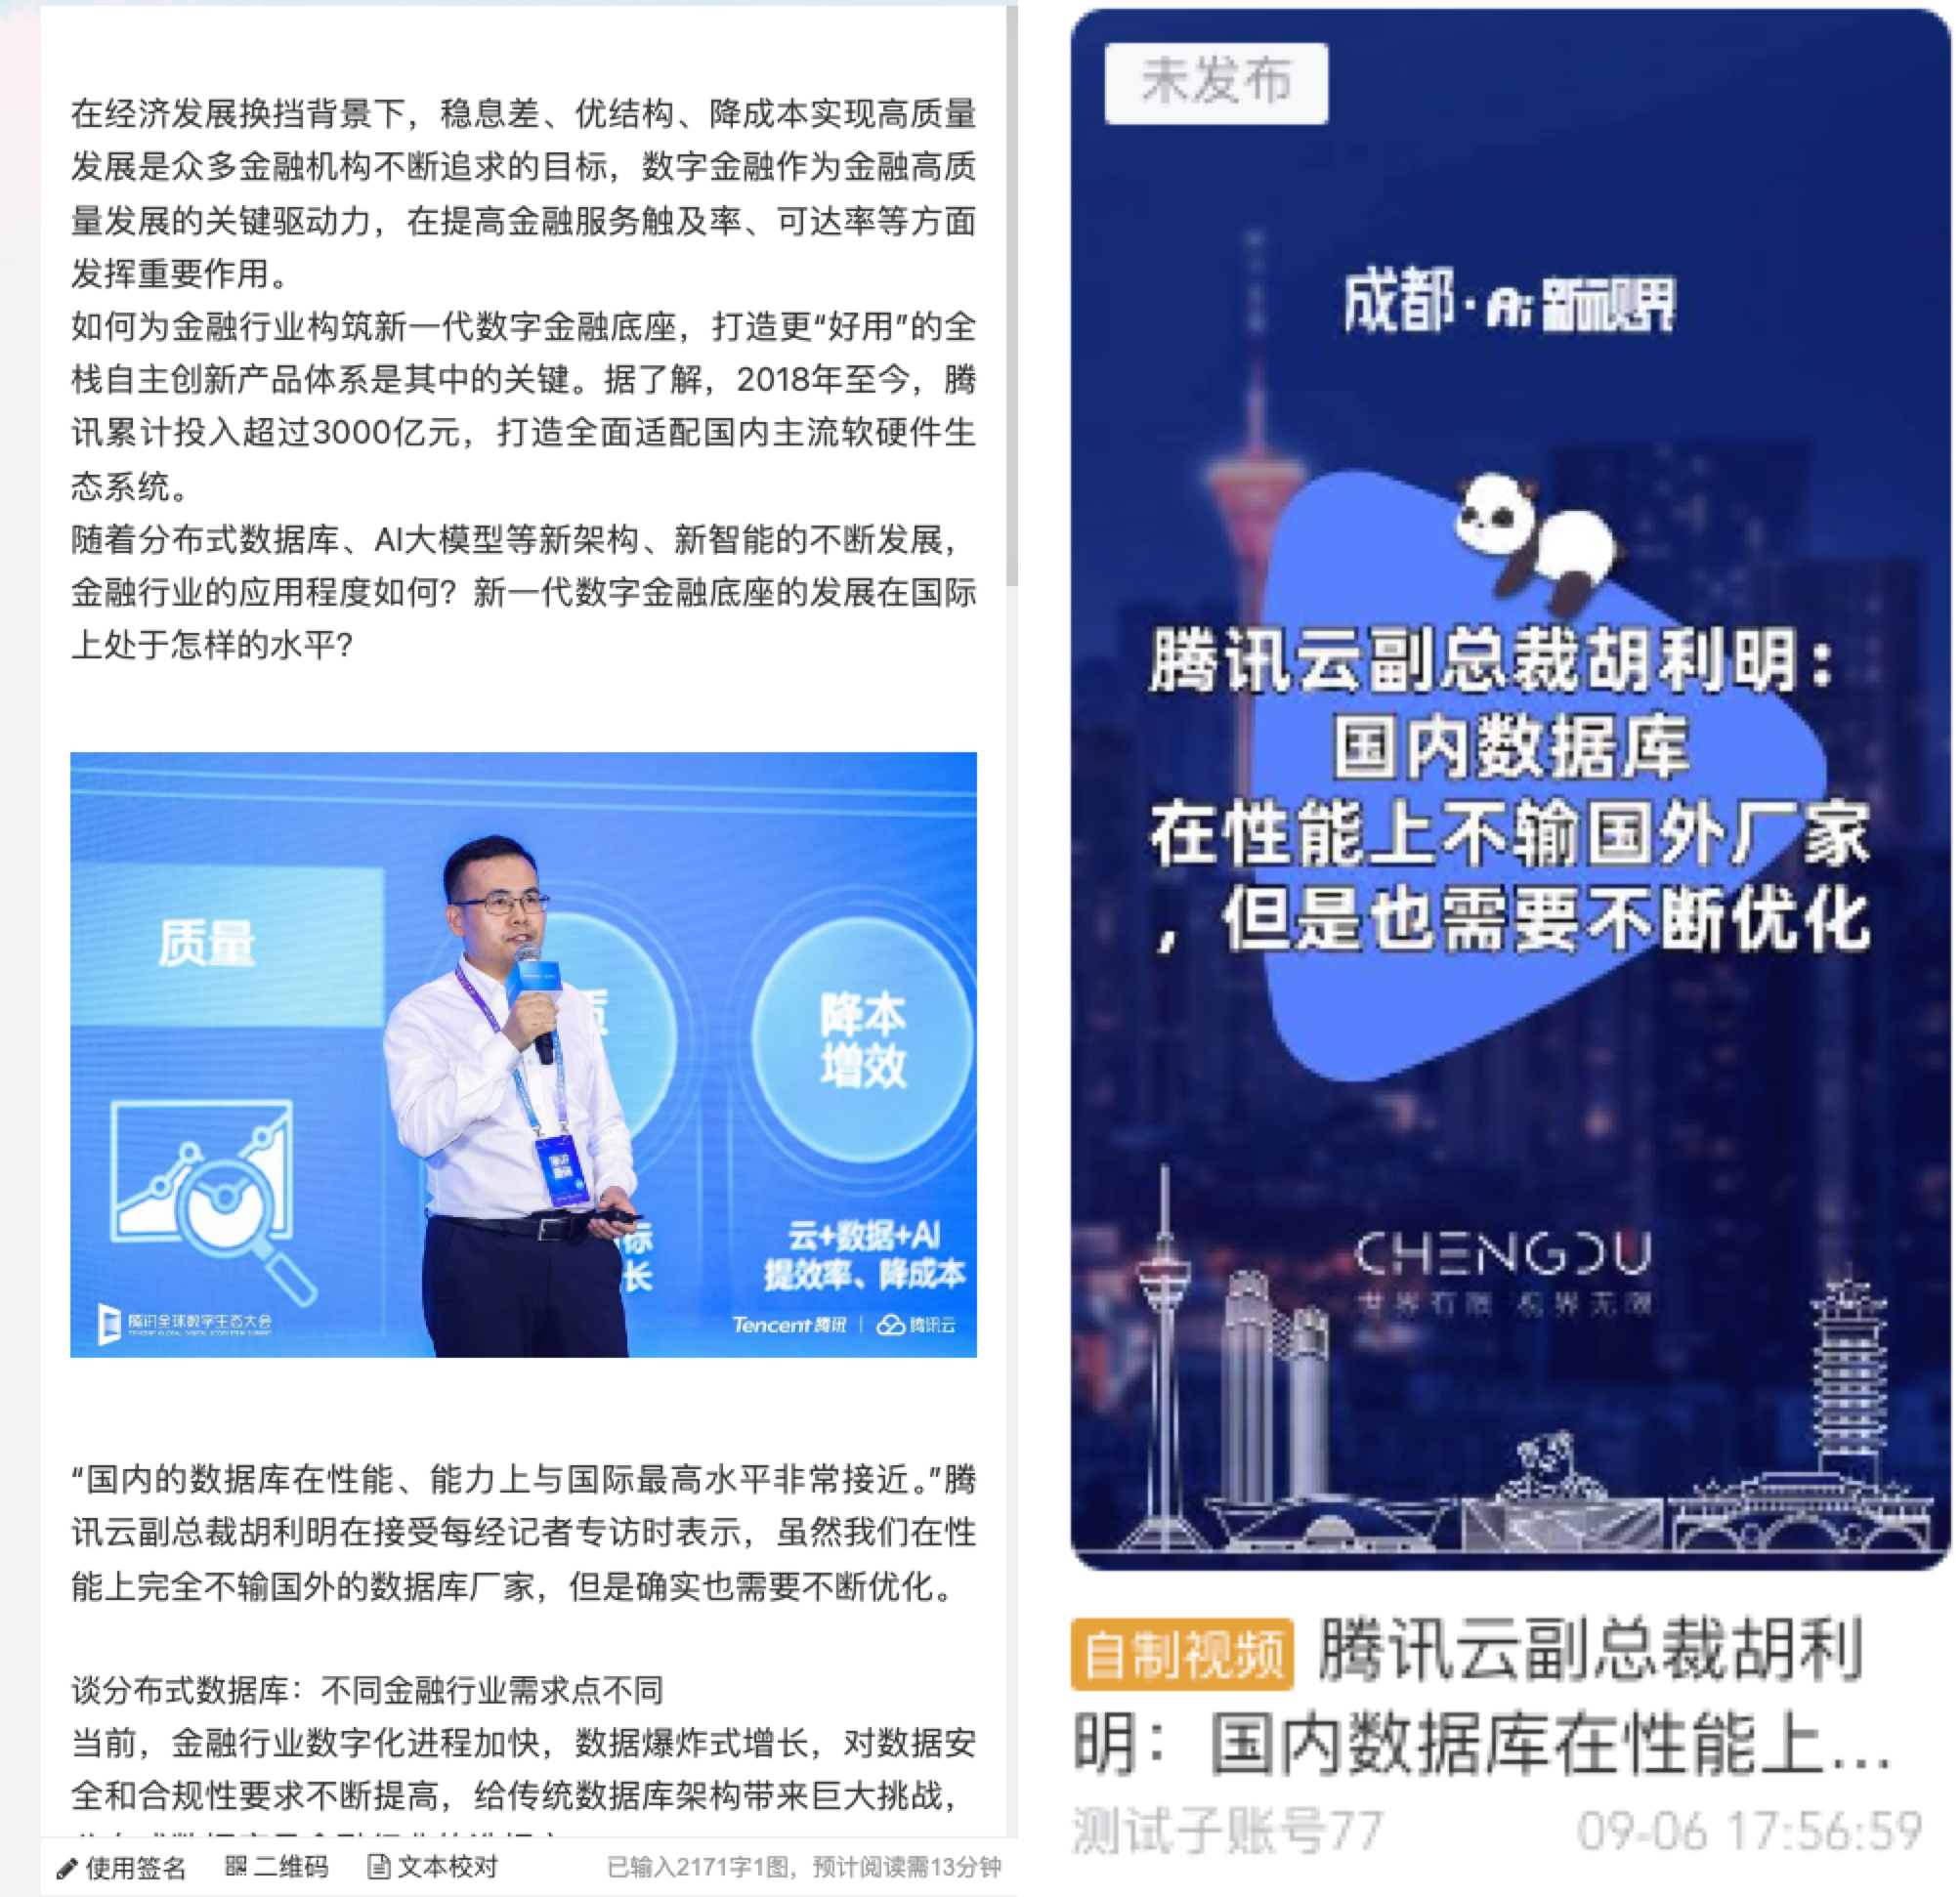 在经济发展换挡背景下，稳息差、优结构、降成本实现高质量
发展是众多金融机构不断追求的目标，数字金融作为金融高质
量发展的关键驱动力，在提高金融服务触及率、可达率等方面
发挥重要作用。
如何为金融行业构筑新一代数字金融底座，打造更“好用”的全
栈自主创新产品体系是其中的关键。据了解，2018年至今，腾
讯累计投入超过3000亿元，打造全面适配国内主流软硬件生
态系统。
随着分布式数据库、AI大模型等新架构、新智能的不断发展，
金融行业的应用程度如何？新一代数字金融底座的发展在国际
上处于怎样的水平？
质量
质
降本
增效
标
长
云+数据+AI
提效率、降成本
腾讯全球数字生态大会
TENCENT GLOBAL DIGITAL ECOSYSTEM SUMMIT
Tencent 腾讯 | 腾讯云
“国内的数据库在性能、能力上与国际最高水平非常接近。”腾
讯云副总裁胡利明在接受每经记者专访时表示，虽然我们在性
能上完全不输国外的数据库厂家，但是确实也需要不断优化。
谈分布式数据库：不同金融行业需求点不同
当前，金融行业数字化进程加快，数据爆炸式增长，对数据安
全和合规性要求不断提高，给传统数据库架构带来巨大挑战，
使用签名 二维码 文本校对 已输入2171字1图，预计阅读需13分钟
未发布
成都·Ai新视界
腾讯云副总裁胡利明：
国内数据库
在性能上不输国外厂家
，但是也需要不断优化
CHENGDU
世界有限 视界无限
自制视频 腾讯云副总裁胡利
明：国内数据库在性能上...
测试子账号77 09-06 17:56:59